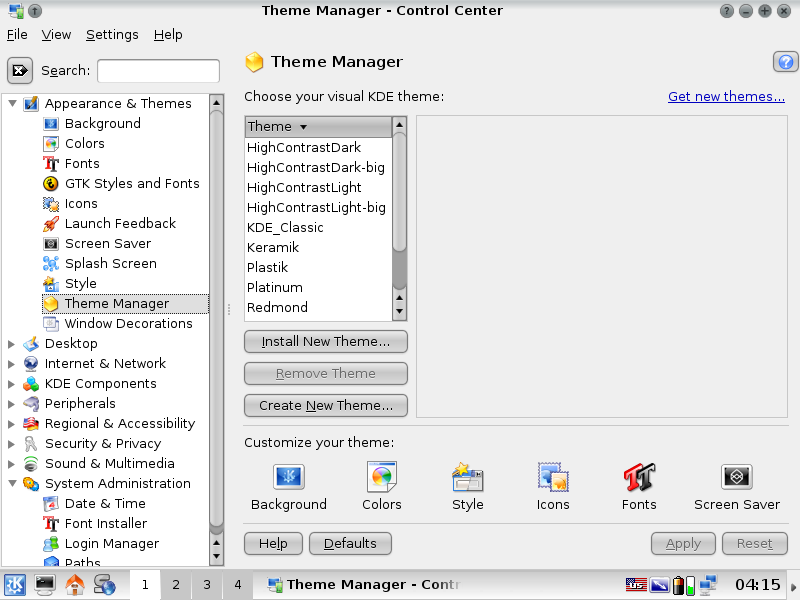 Theme Manager - Control Center
File View Settings Help
Search:
Appearance & Themes
Background
Colors
Fonts
GTK Styles and Fonts
Icons
Launch Feedback
Screen Saver
Splash Screen
Style
Theme Manager
Window Decorations
Desktop
Internet & Network
KDE Components
Peripherals
Regional & Accessibility
Security & Privacy
Sound & Multimedia
System Administration
Date & Time
Font Installer
Login Manager
Paths
Theme Manager
Choose your visual KDE theme:
Get new themes...
Theme
HighContrastDark
HighContrastDark-big
HighContrastLight
HighContrastLight-big
KDE_Classic
Keramik
Plastik
Platinum
Redmond
Install New Theme...
Remove Theme
Create New Theme...
Customize your theme:
Background Colors Style Icons Fonts Screen Saver
Help Defaults Apply Reset
1 2 3 4 Theme Manager - Contr 04:15